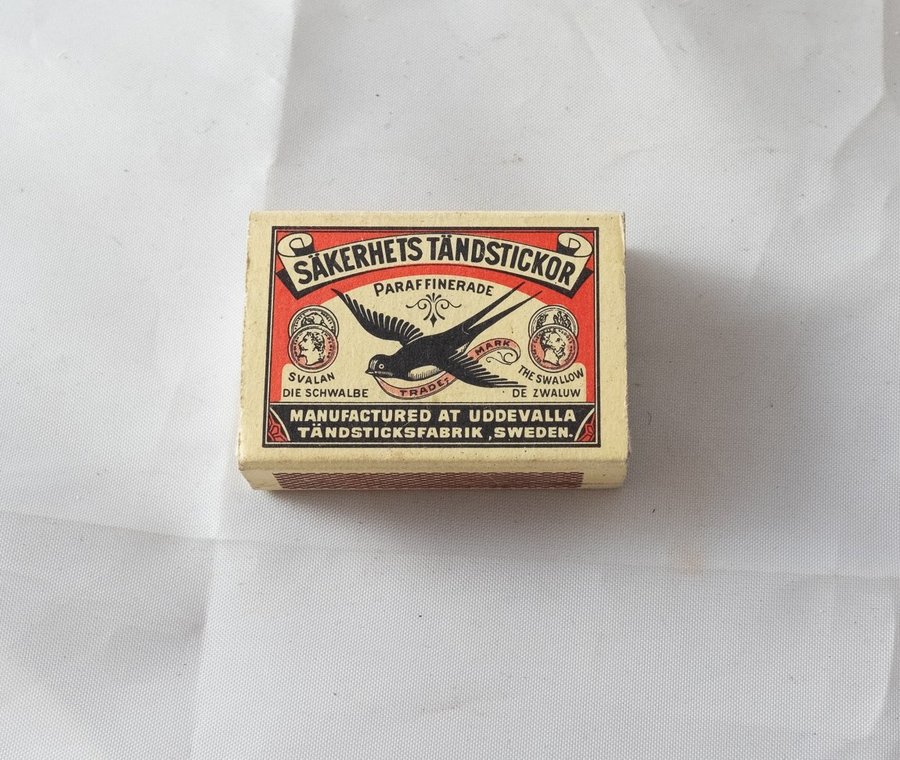 SÄKERHETS TÄNDSTICKOR
PARAFFINERADE
TRADE MARK
SVALAN
DIE SCHWALBE
THE SWALLOW
DE ZWALUW
MANUFACTURED AT UDDEVALLA
TÄNDSTICKSFABRIK, SWEDEN.